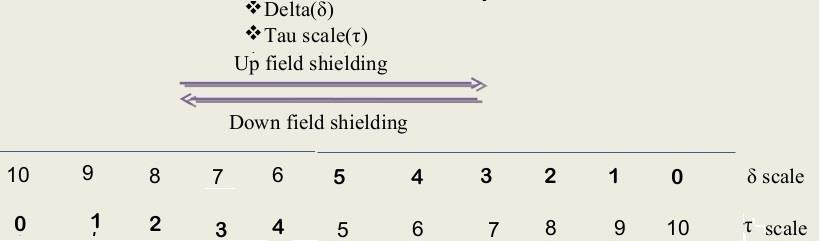 ❖Delta(δ)
❖Tau scale(τ)
Up field shielding
Down field shielding
10 9 8 7 6 5 4 3 2 1 0 δ scale
0 1 2 3 4 5 6 7 8 9 10 τ scale